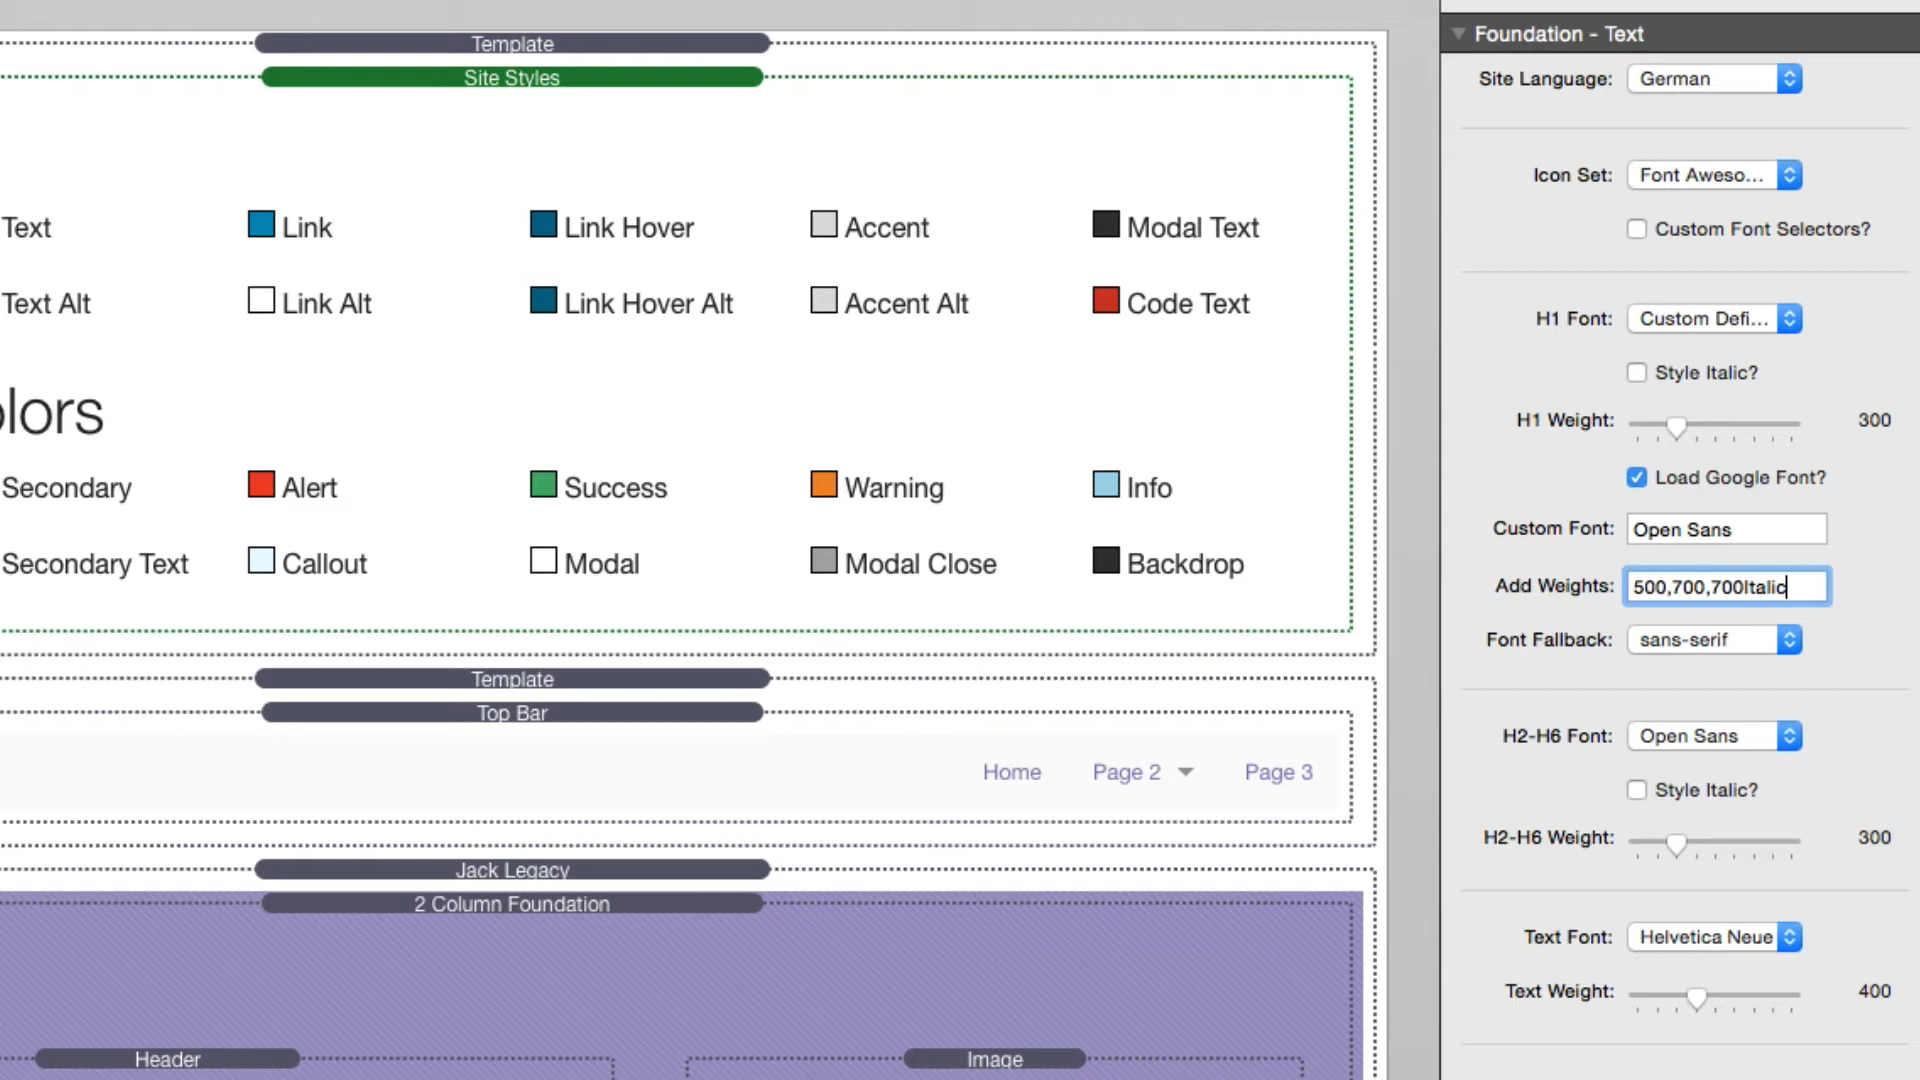 Template
Site Styles
Text
Link
Link Hover
Accent
Modal Text
Text Alt
Link Alt
Link Hover Alt
Accent Alt
Code Text
olors
Secondary
Alert
Success
Warning
Info
Secondary Text
Callout
Modal
Modal Close
Backdrop
Template
Top Bar
Home
Page 2
Page 3
Jack Legacy
2 Column Foundation
Header
Image
Foundation - Text
Site Language: German
Icon Set: Font Aweso...
Custom Font Selectors?
H1 Font: Custom Defi...
Style Italic?
H1 Weight: 300
Load Google Font?
Custom Font: Open Sans
Add Weights: 500,700,700Italic
Font Fallback: sans-serif
H2-H6 Font: Open Sans
Style Italic?
H2-H6 Weight: 300
Text Font: Helvetica Neue
Text Weight: 400